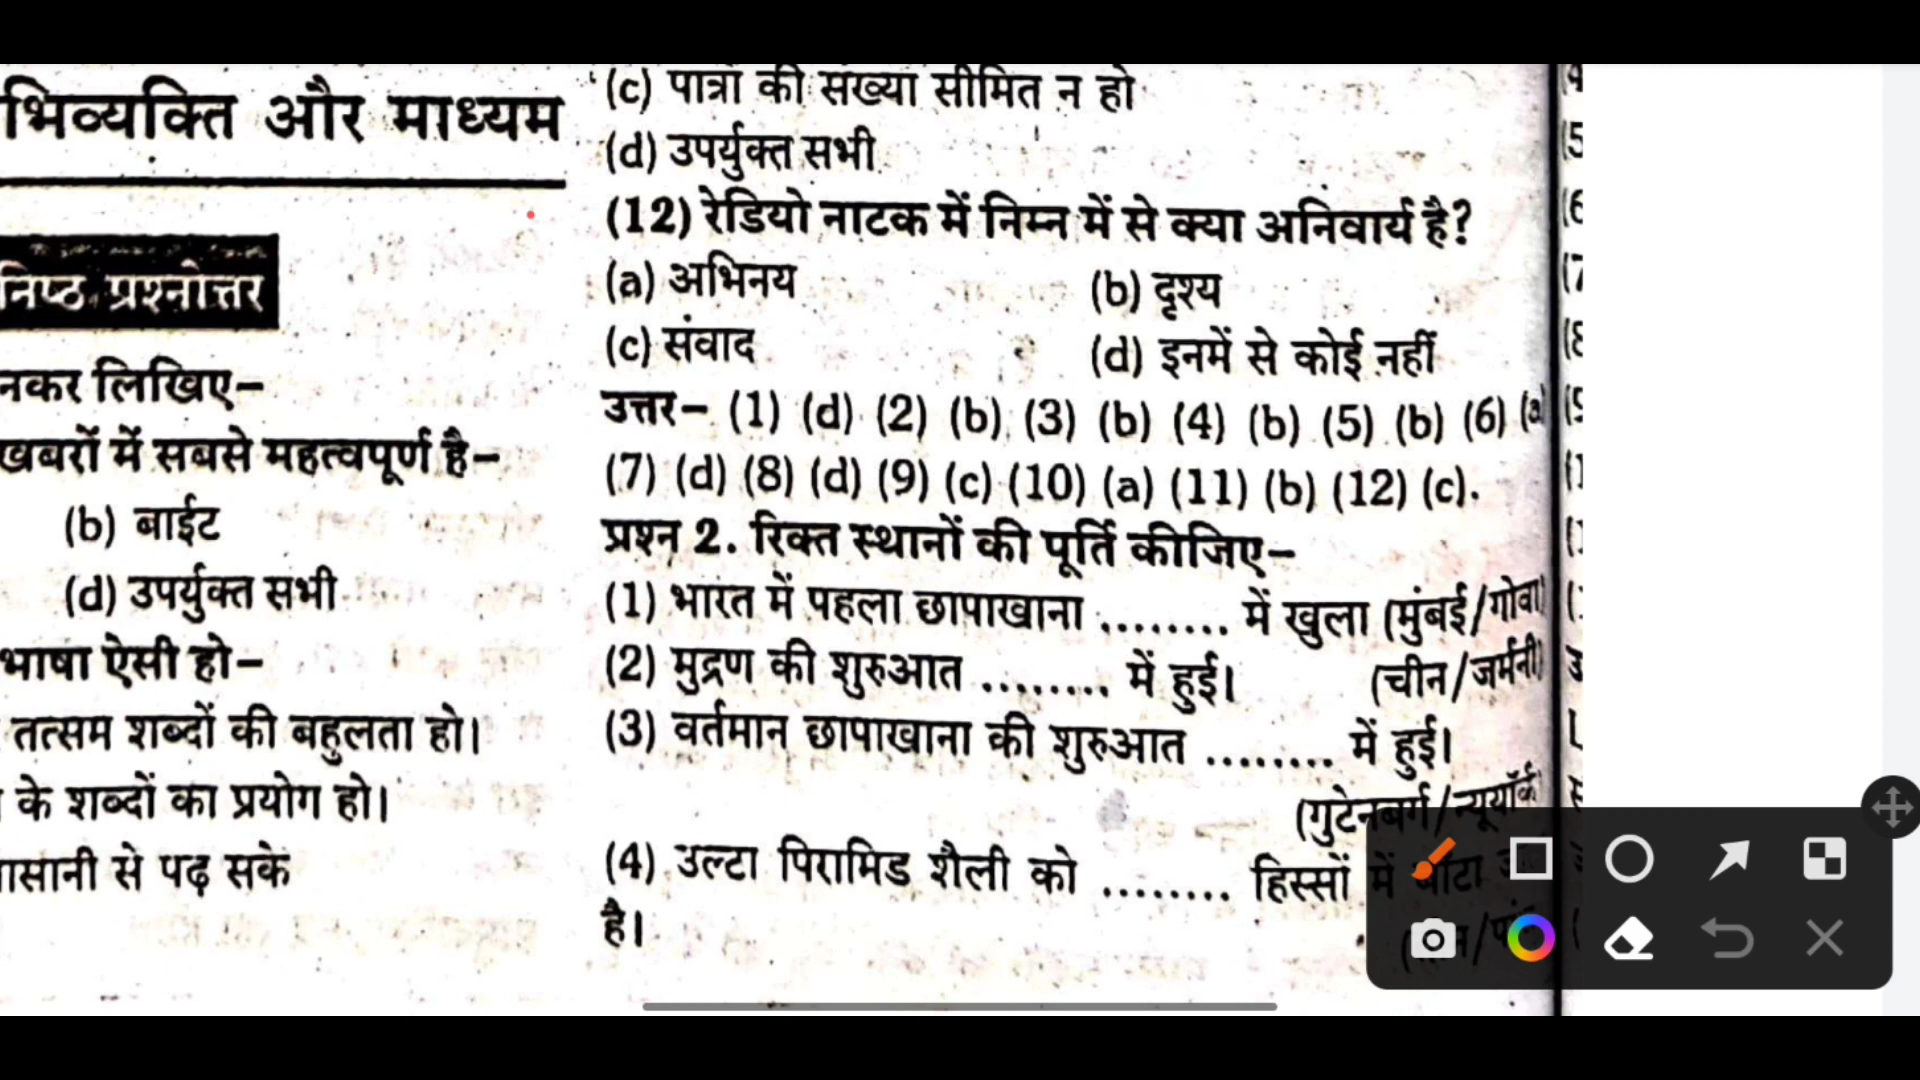 भिव्यक्ति और माध्यम
प्रश्नोत्तर
नकर लिखिए–
खबरों में सबसे महत्वपूर्ण है–
(b) बाईट
(d) उपर्युक्त सभी
भाषा ऐसी हो–
तत्सम शब्दों की बहुलता हो।
के शब्दों का प्रयोग हो।
ासानी से पढ़ सके
(c) पात्रों की संख्या सीमित न हो
(d) उपर्युक्त सभी
(12) रेडियो नाटक में निम्न में से क्या अनिवार्य है?
(a) अभिनय (b) दृश्य
(c) संवाद (d) इनमें से कोई नहीं
उत्तर– (1) (d) (2) (b) (3) (b) (4) (b) (5) (b) (6) (a)
(7) (d) (8) (d) (9) (c) (10) (a) (11) (b) (12) (c).
प्रश्न 2. रिक्त स्थानों की पूर्ति कीजिए–
(1) भारत में पहला छापाखाना ........ में खुला (मुंबई/गोवा)
(2) मुद्रण की शुरुआत ........ में हुई। (चीन/जर्मनी)
(3) वर्तमान छापाखाना की शुरुआत ........ में हुई।
(गुटेनबर्ग/न्यूयॉर्क)
(4) उल्टा पिरामिड शैली को ........ हिस्सों में बाँटा
है।